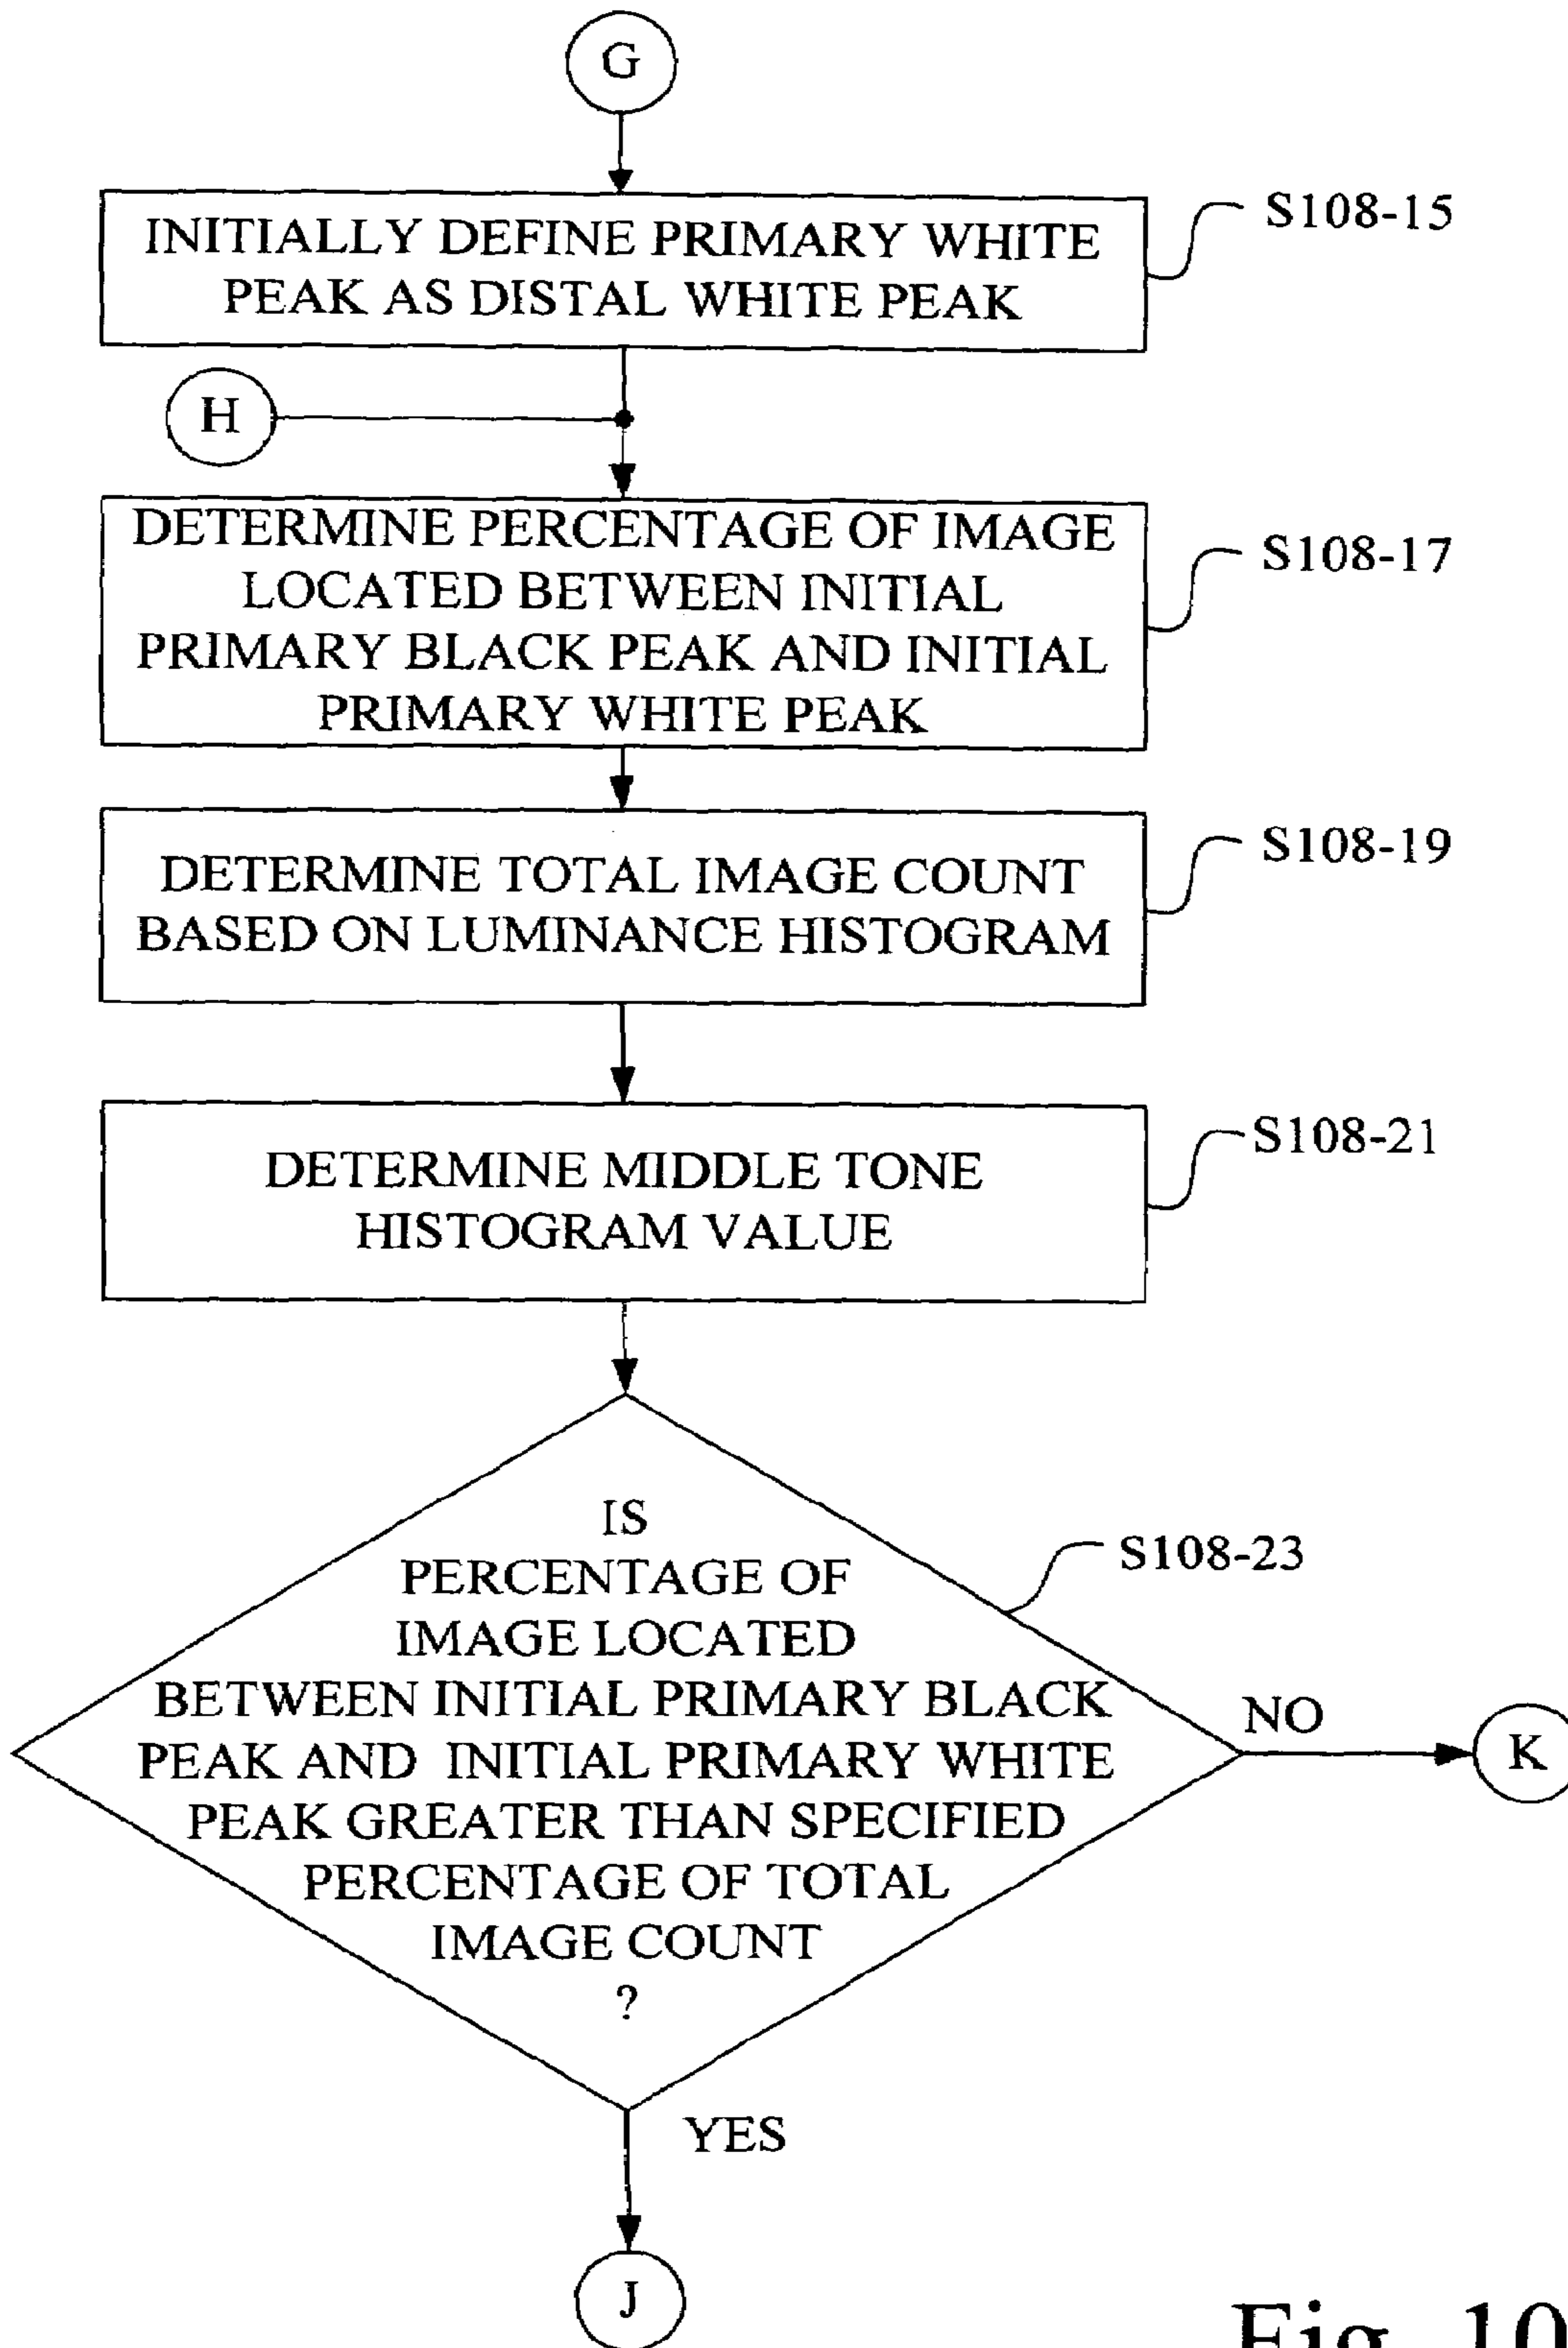 G
INITIALLY DEFINE PRIMARY WHITE
PEAK AS DISTAL WHITE PEAK
S108-15
H
DETERMINE PERCENTAGE OF IMAGE
LOCATED BETWEEN INITIAL
PRIMARY BLACK PEAK AND INITIAL
PRIMARY WHITE PEAK
S108-17
DETERMINE TOTAL IMAGE COUNT
BASED ON LUMINANCE HISTOGRAM
S108-19
DETERMINE MIDDLE TONE
HISTOGRAM VALUE
S108-21
IS
PERCENTAGE OF
IMAGE LOCATED
BETWEEN INITIAL PRIMARY BLACK
PEAK AND INITIAL PRIMARY WHITE
PEAK GREATER THAN SPECIFIED
PERCENTAGE OF TOTAL
IMAGE COUNT
?
S108-23
NO
K
YES
J
Fig. 10